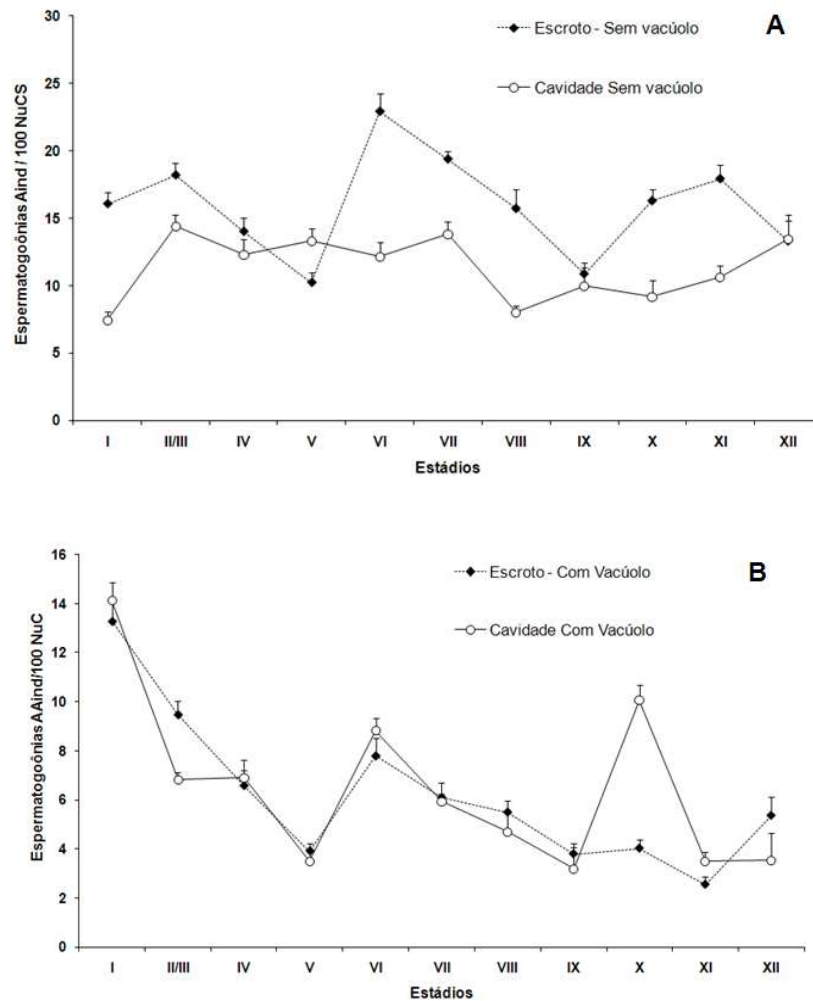 A
Escroto - Sem vacúolo
Cavidade Sem vacúolo
Espermatogoônias Aind / 100 NuCS
30
25
20
15
10
5
0
I II/III IV V VI VII VIII IX X XI XII
Estádios
B
Escroto - Com Vacúolo
Cavidade Com Vacúolo
Espermatogoônias AAind/100 NuC
16
14
12
10
8
6
4
2
0
I II/III IV V VI VII VIII IX X XI XII
Estádios